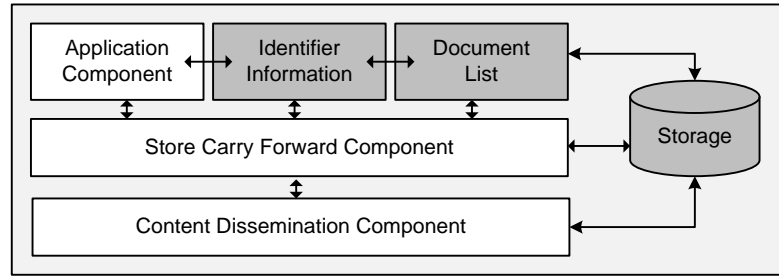 Application
Component
Identifier
Information
Document
List
Storage
Store Carry Forward Component
Content Dissemination Component